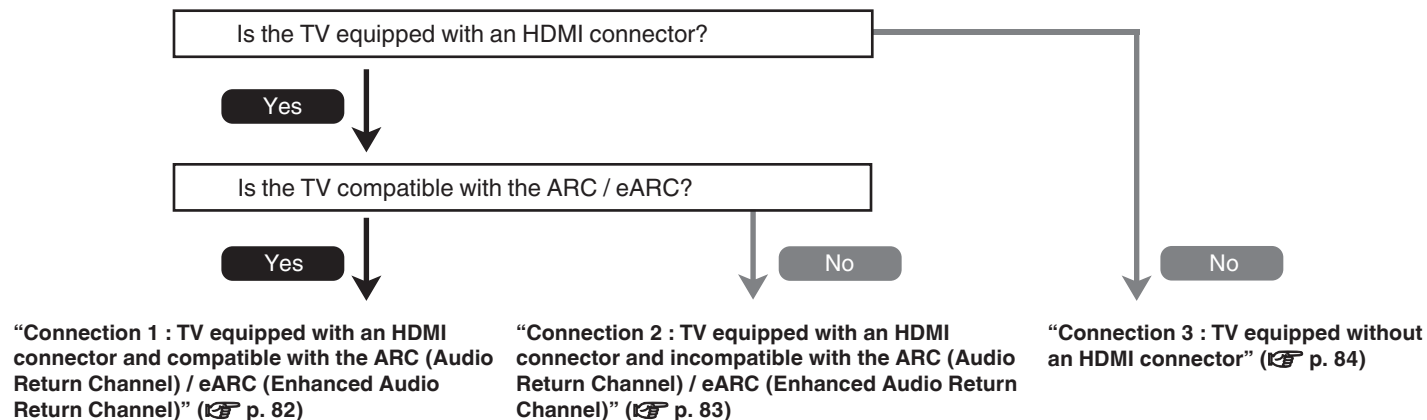 Is the TV equipped with an HDMI connector?
Yes
Is the TV compatible with the ARC / eARC?
Yes
No
No
“Connection 1 : TV equipped with an HDMI
connector and compatible with the ARC (Audio
Return Channel) / eARC (Enhanced Audio
Return Channel)” (☞ p. 82)
“Connection 2 : TV equipped with an HDMI
connector and incompatible with the ARC (Audio
Return Channel) / eARC (Enhanced Audio Return
Channel)” (☞ p. 83)
“Connection 3 : TV equipped without
an HDMI connector” (☞ p. 84)